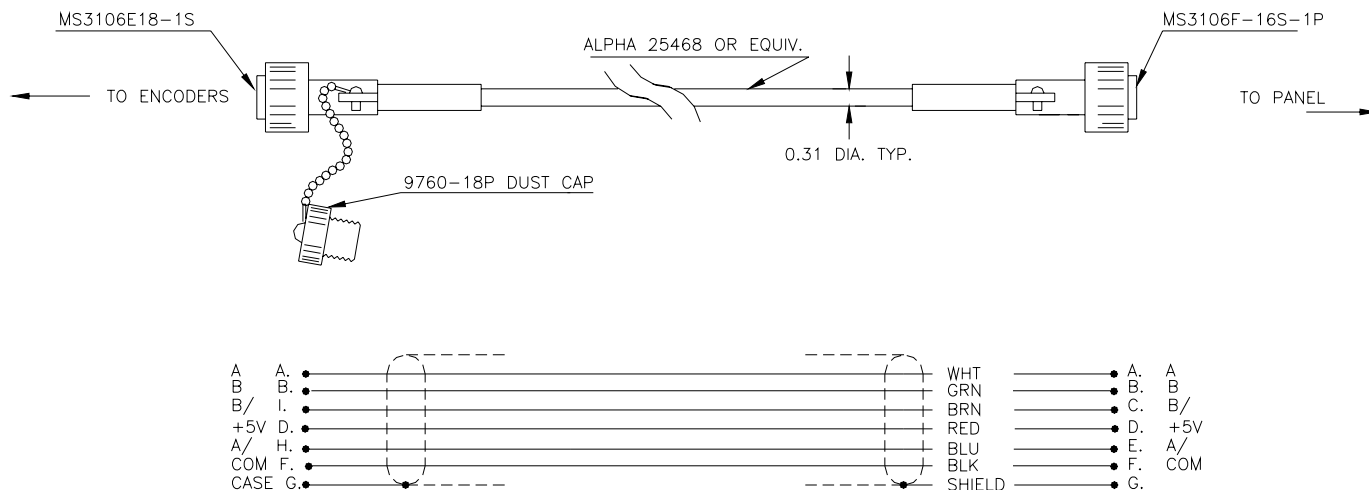 MS3106E18-1S
MS3106F-16S-1P
ALPHA 25468 OR EQUIV.
TO ENCODERS
TO PANEL
0.31 DIA. TYP.
9760-18P DUST CAP
A A. WHT A. A
B B. GRN B. B
B/ I. BRN C. B/
+5V D. RED D. +5V
A/ H. BLU E. A/
COM F. BLK F. COM
CASE G. SHIELD G.